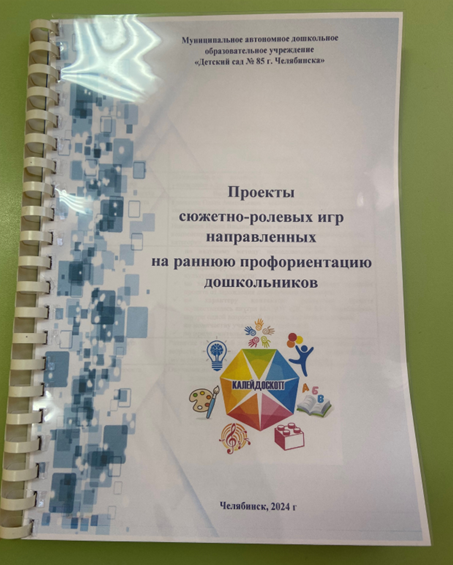 Муниципальное автономное дошкольное
образовательное учреждение
«Детский сад № 85 г. Челябинска»
Проекты
сюжетно-ролевых игр
направленных
на раннюю профориентацию
дошкольников
КАЛЕЙДОСКОП
А Б В
Челябинск, 2024 г